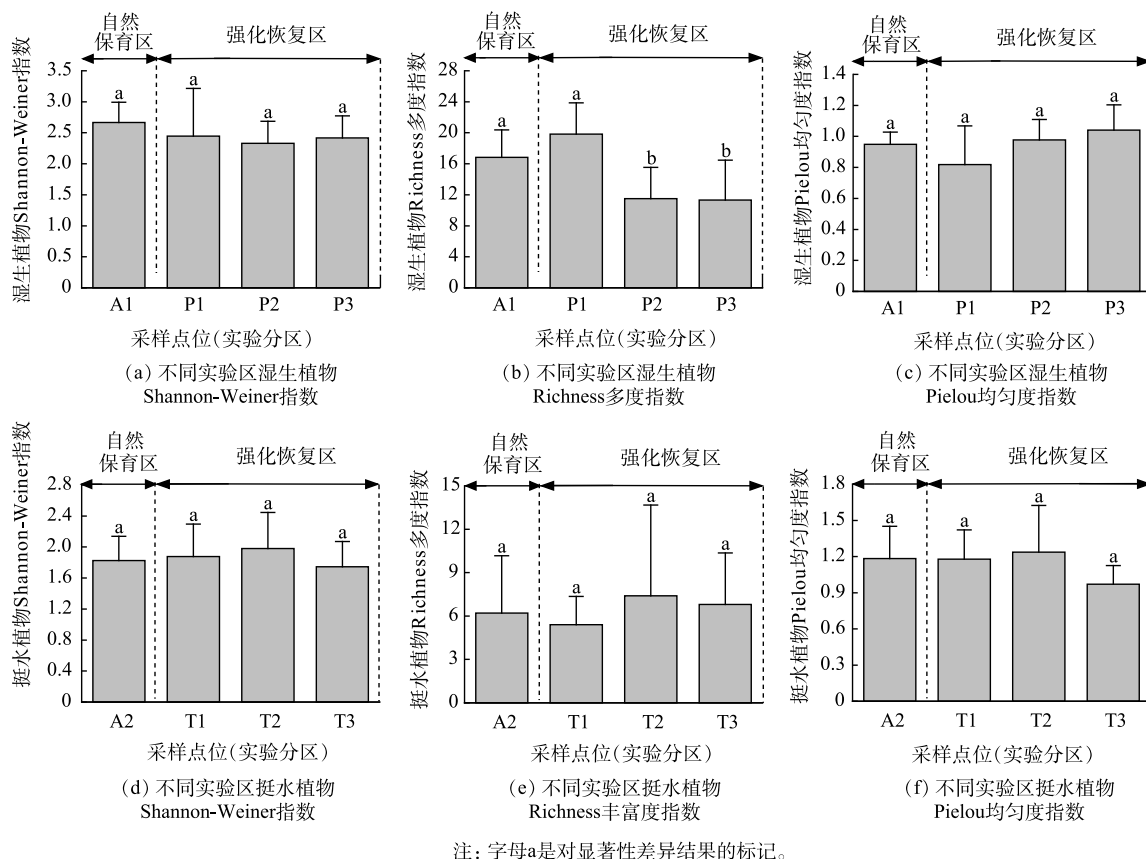 自然
保育区
强化恢复区
湿生植物Shannon-Weiner指数
3.5
3.0
2.5
2.0
1.5
1.0
0.5
0
a
a
a
a
A1
P1
P2
P3
采样点位(实验分区)
(a) 不同实验区湿生植物
Shannon-Weiner指数
自然
保育区
强化恢复区
湿生植物Richness多度指数
28
24
20
16
12
8
4
0
a
a
b
b
A1
P1
P2
P3
采样点位(实验分区)
(b) 不同实验区湿生植物
Richness多度指数
自然
保育区
强化恢复区
湿生植物Pielou均匀度指数
1.4
1.2
1.0
0.8
0.6
0.4
0.2
0
a
a
a
a
A1
P1
P2
P3
采样点位(实验分区)
(c) 不同实验区湿生植物
Pielou均匀度指数
自然
保育区
强化恢复区
挺水植物Shannon-Weiner指数
2.8
2.4
2.0
1.6
1.2
0.8
0.4
0
a
a
a
a
A2
T1
T2
T3
采样点位(实验分区)
(d) 不同实验区挺水植物
Shannon-Weiner指数
自然
保育区
强化恢复区
挺水植物Richness多度指数
15
12
9
6
3
0
a
a
a
a
A2
T1
T2
T3
采样点位(实验分区)
(e) 不同实验区挺水植物
Richness丰富度指数
自然
保育区
强化恢复区
挺水植物Pielou均匀度指数
1.8
1.5
1.2
0.9
0.6
0.3
0
a
a
a
a
A2
T1
T2
T3
采样点位(实验分区)
(f) 不同实验区挺水植物
Pielou均匀度指数
注: 字母a是对显著性差异结果的标记。